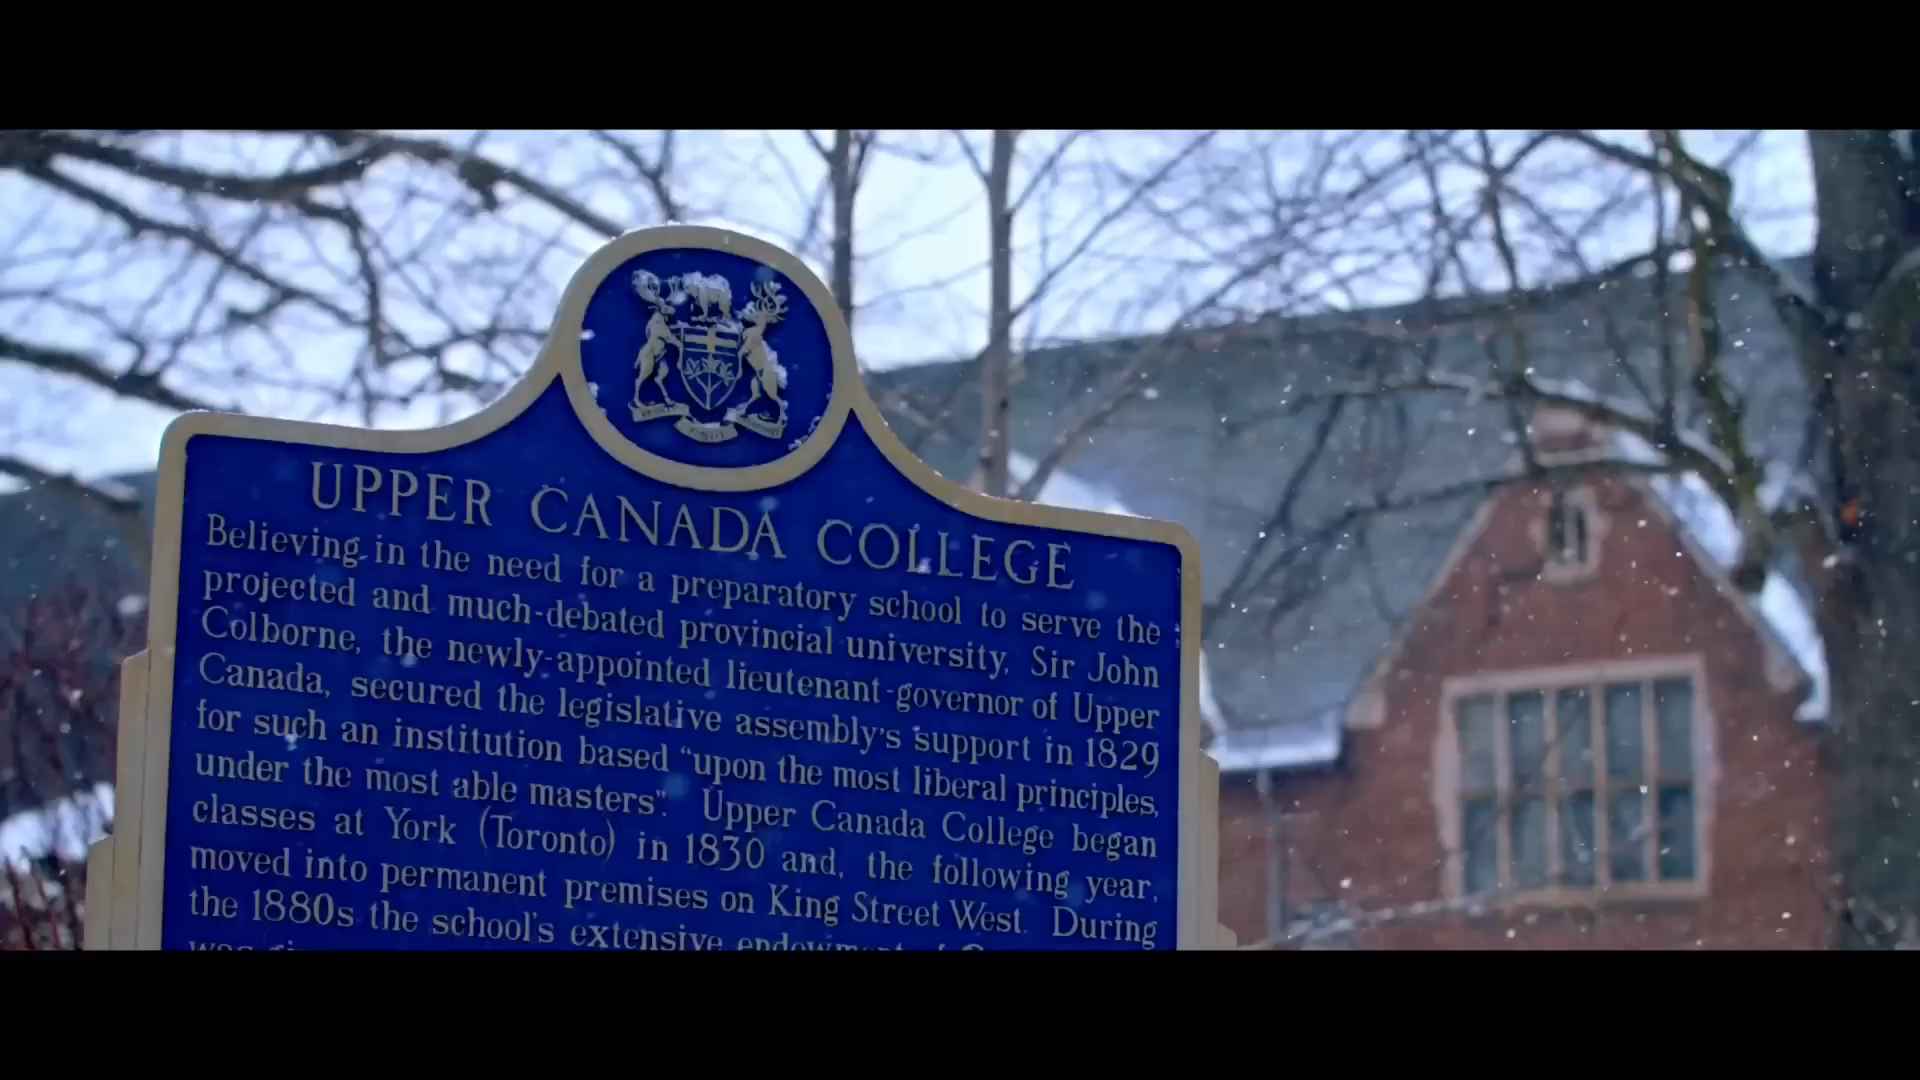 UPPER CANADA COLLEGE
Believing in the need for a preparatory school to serve the
projected and much-debated provincial university, Sir John
Colborne, the newly-appointed lieutenant-governor of Upper
Canada, secured the legislative assembly's support in 1829
for such an institution based "upon the most liberal principles,
under the most able masters". Upper Canada College began
classes at York (Toronto) in 1830 and, the following year,
moved into permanent premises on King Street West. During
the 1880s the school's extensive
was